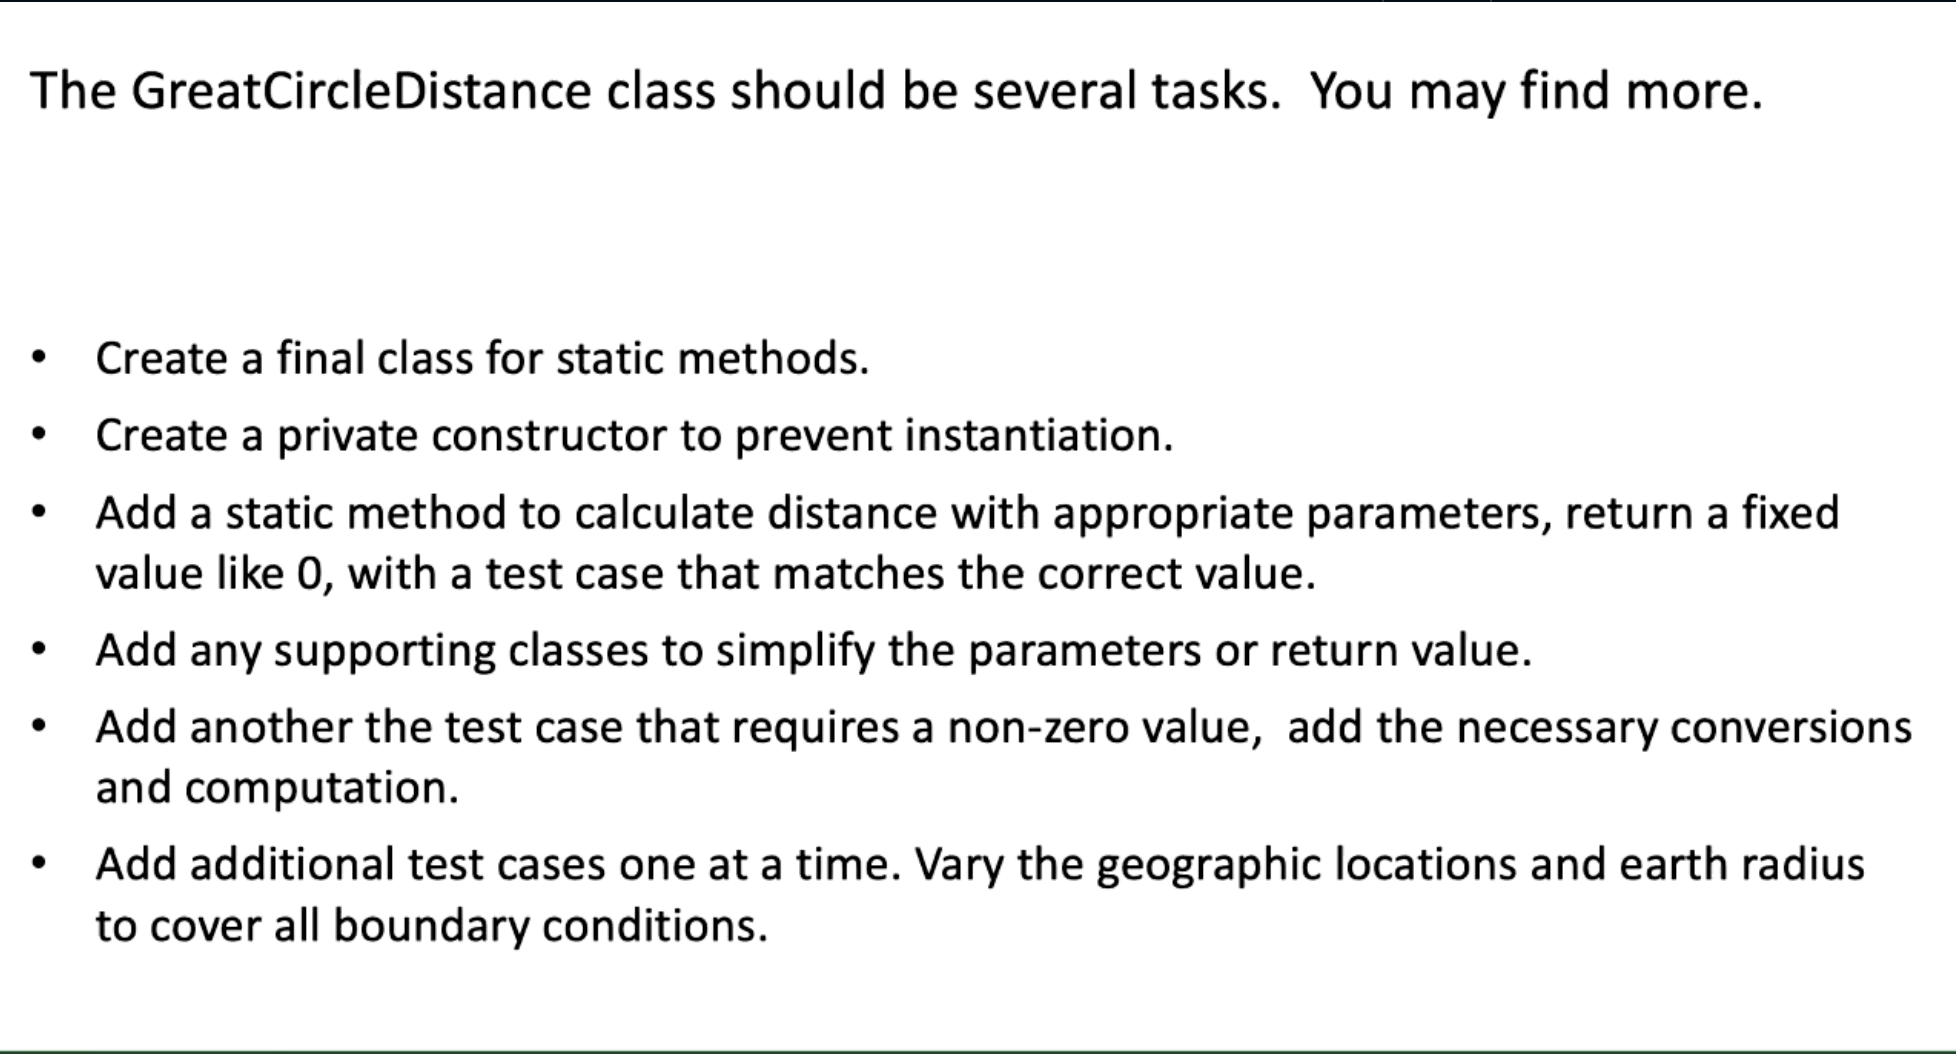 The GreatCircleDistance class should be several tasks.  You may find more.
• Create a final class for static methods.
• Create a private constructor to prevent instantiation.
• Add a static method to calculate distance with appropriate parameters, return a fixed
value like 0, with a test case that matches the correct value.
• Add any supporting classes to simplify the parameters or return value.
• Add another the test case that requires a non-zero value,  add the necessary conversions
and computation.
• Add additional test cases one at a time. Vary the geographic locations and earth radius
to cover all boundary conditions.